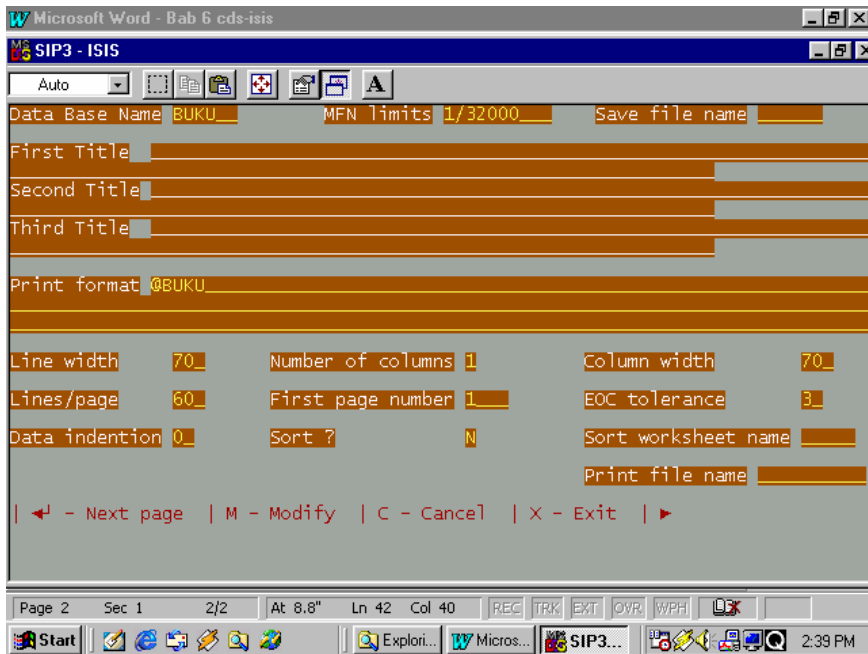 Microsoft Word - Bab 6 cds-isis
SIP3 - ISIS
Auto A
Data Base Name BUKU__ MFN limits 1/32000___ Save file name ______
First Title
Second Title
Third Title
Print format @BUKU
Line width 70_ Number of columns 1 Column width 70_
Lines/page 60_ First page number 1___ EOC tolerance 3_
Data indention 0_ Sort ? N Sort worksheet name _____
Print file name __________
| ◄┘ - Next page | M - Modify | C - Cancel | X - Exit | ►
Page 2 Sec 1 2/2 At 8.8" Ln 42 Col 40 REC TRK EXT OVR WPH
Start Explori... Micros... SIP3... 2:39 PM